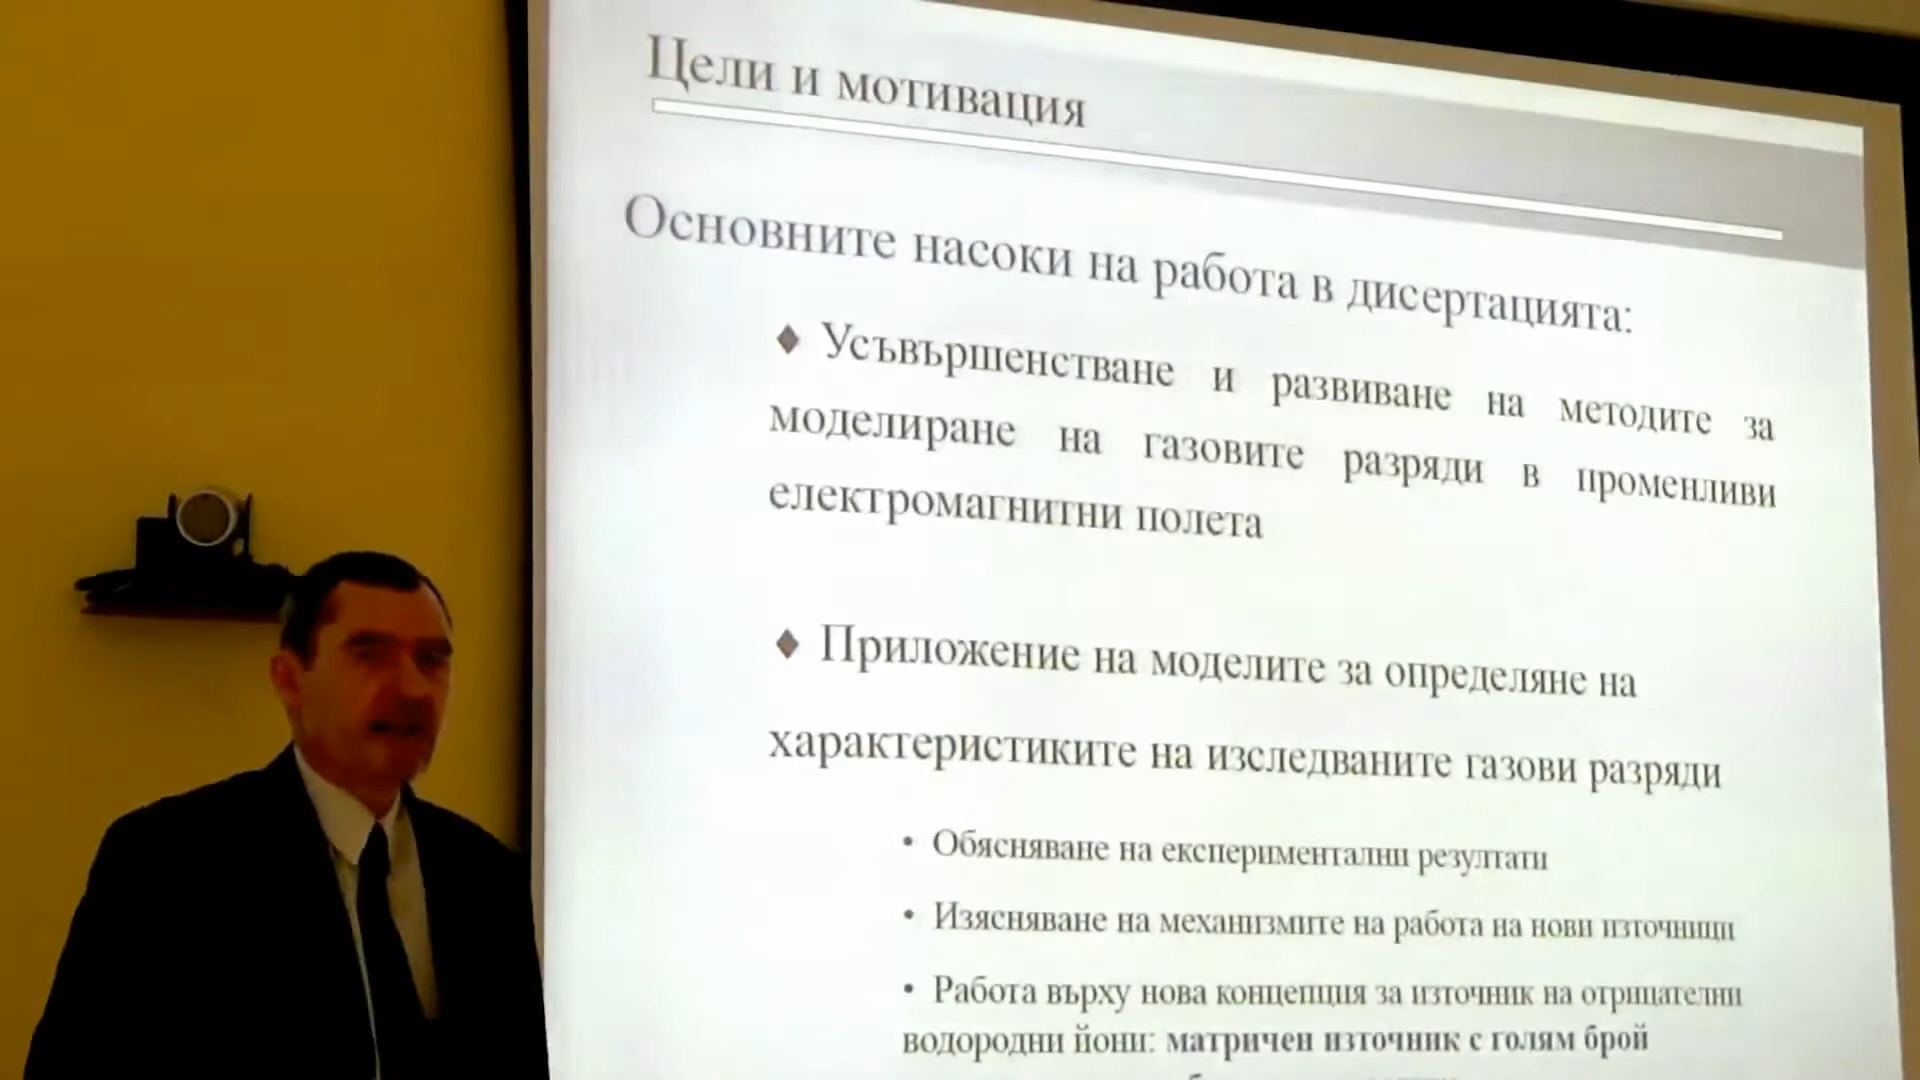 Цели и мотивация
Основните насоки на работа в дисертацията:
♦ Усъвършенстване и развиване на методите за
моделиране на газовите разряди в променливи
електромагнитни полета
♦ Приложение на моделите за определяне на
характеристиките на изследваните газови разряди
• Обясняване на експериментални резултати
• Изясняване на механизмите на работа на нови източници
• Работа върху нова концепция за източник на отрицателни
водородни йони: матричен източник с голям брой